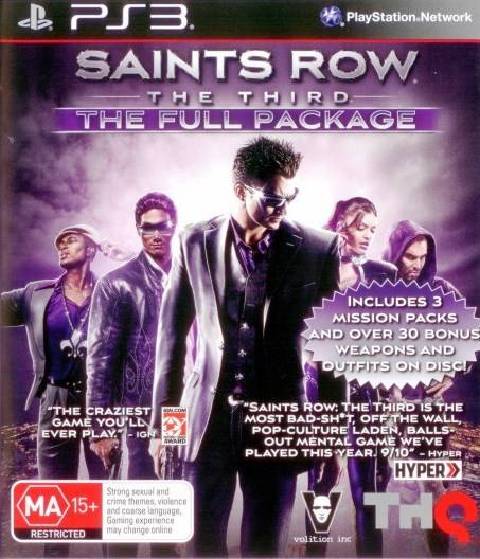 PS3.
PlayStation®Network
SAINTS ROW
THE THIRD
THE FULL PACKAGE
INCLUDES 3
MISSION PACKS
AND OVER 30 BONUS
WEAPONS AND
OUTFITS ON DISC!
"THE CRAZIEST
GAME YOU'LL
EVER PLAY." - IGN
IGN.COM
AWARD
"SAINTS ROW: THE THIRD IS THE
MOST BAD-SH*T, OFF THE WALL,
POP-CULTURE LADEN, BALLS-
OUT MENTAL GAME WE'VE
PLAYED THIS YEAR. 9/10" - HYPER
HYPER
MA 15+
RESTRICTED
Strong sexual and
crime themes, violence
and coarse language,
Gaming experience
may change online
volition inc
THQ